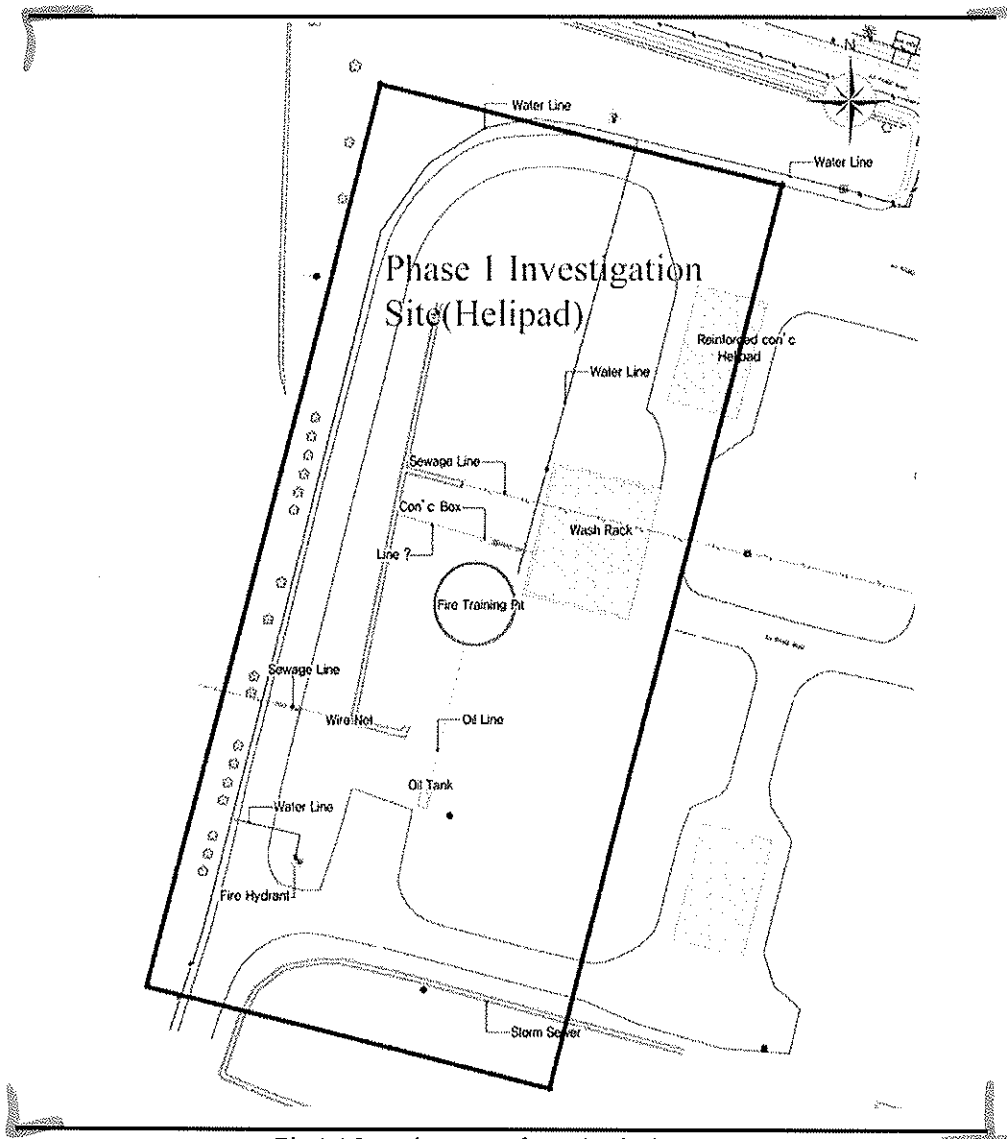 N
Water Line
Water Line
Phase 1 Investigation
Site(Helipad)
Reinforced con'c
Helipad
Water Line
Sewage Line
Con'c Box
Wash Rack
Line ?
Fire Training Pit
Sewage Line
Wire Net
Oil Line
Oil Tank
Water Line
Fire Hydrant
Storm Sewer